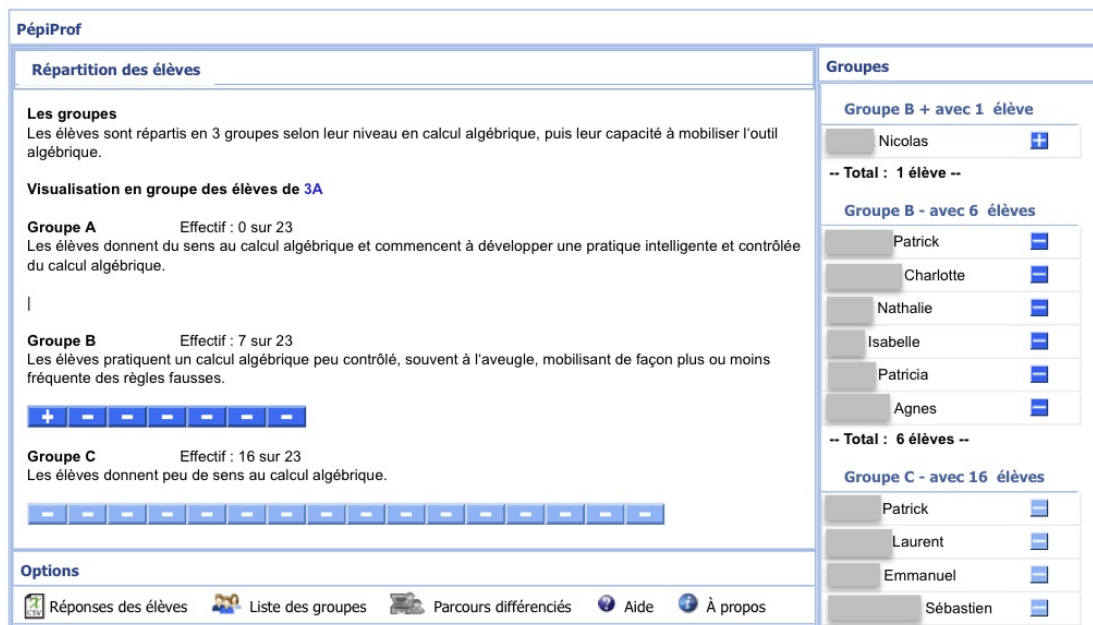 PépiProf
Répartition des élèves
Les groupes
Les élèves sont répartis en 3 groupes selon leur niveau en calcul algébrique, puis leur capacité à mobiliser l'outil
algébrique.
Visualisation en groupe des élèves de 3A
Groupe A Effectif : 0 sur 23
Les élèves donnent du sens au calcul algébrique et commencent à développer une pratique intelligente et contrôlée
du calcul algébrique.
|
Groupe B Effectif : 7 sur 23
Les élèves pratiquent un calcul algébrique peu contrôlé, souvent à l'aveugle, mobilisant de façon plus ou moins
fréquente des règles fausses.
+ - - - - - -
Groupe C Effectif : 16 sur 23
Les élèves donnent peu de sens au calcul algébrique.
- - - - - - - - - - - - - - - -
Options
CSV Réponses des élèves Liste des groupes Parcours différenciés ? Aide i À propos
Groupes
Groupe B + avec 1 élève
Nicolas +
-- Total : 1 élève --
Groupe B - avec 6 élèves
Patrick -
Charlotte -
Nathalie -
Isabelle -
Patricia -
Agnes -
-- Total : 6 élèves --
Groupe C - avec 16 élèves
Patrick -
Laurent -
Emmanuel -
Sébastien -